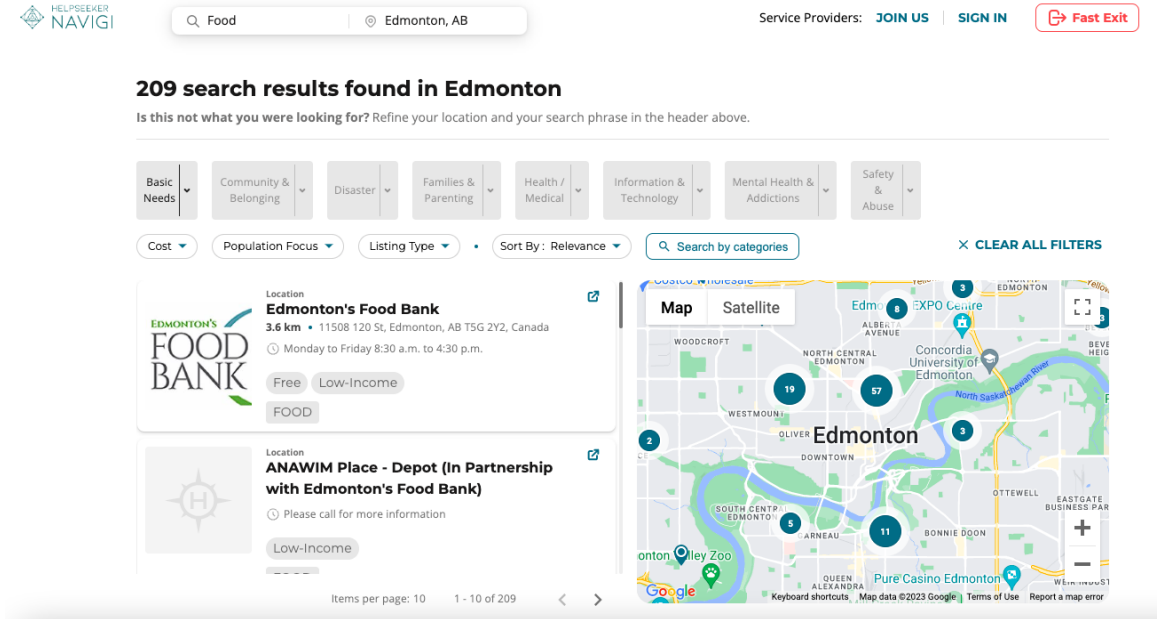 HELPSEEKER
NAVIGI
Food
Edmonton, AB
Service Providers: JOIN US SIGN IN Fast Exit
209 search results found in Edmonton
Is this not what you were looking for? Refine your location and your search phrase in the header above.
Basic
Needs
Community &
Belonging
Disaster
Families &
Parenting
Health /
Medical
Information &
Technology
Mental Health &
Addictions
Safety
&
Abuse
Cost Population Focus Listing Type • Sort By : Relevance Search by categories CLEAR ALL FILTERS
Location
Edmonton's Food Bank
3.6 km • 11508 120 St, Edmonton, AB T5G 2Y2, Canada
Monday to Friday 8:30 a.m. to 4:30 p.m.
Free Low-Income
FOOD
EDMONTON'S
FOOD
BANK
Location
ANAWIM Place - Depot (In Partnership
with Edmonton's Food Bank)
Please call for more information
Low-Income
H
Items per page: 10 1 - 10 of 209
Map Satellite
3
EDMONTON
8
EXPO Centre
ALBERTA
AVENUE
WOODCROFT
NORTH CENTRAL
EDMONTON
Concordia
University of
Edmonton
North Saskatchewan River
19
57
WESTMOUNT
OLIVER
Edmonton
DOWNTOWN
3
2
OTTEWELL
EASTGATE
BUSINESS PAR
SOUTH CENTR
EDMONTO
5
GARNEAU
11
BONNIE DOON
onton
lley Zoo
QUEEN
ALEXANDRA
Pure Casino Edmonton
Google
Keyboard shortcuts Map data ©2023 Google Terms of Use Report a map error